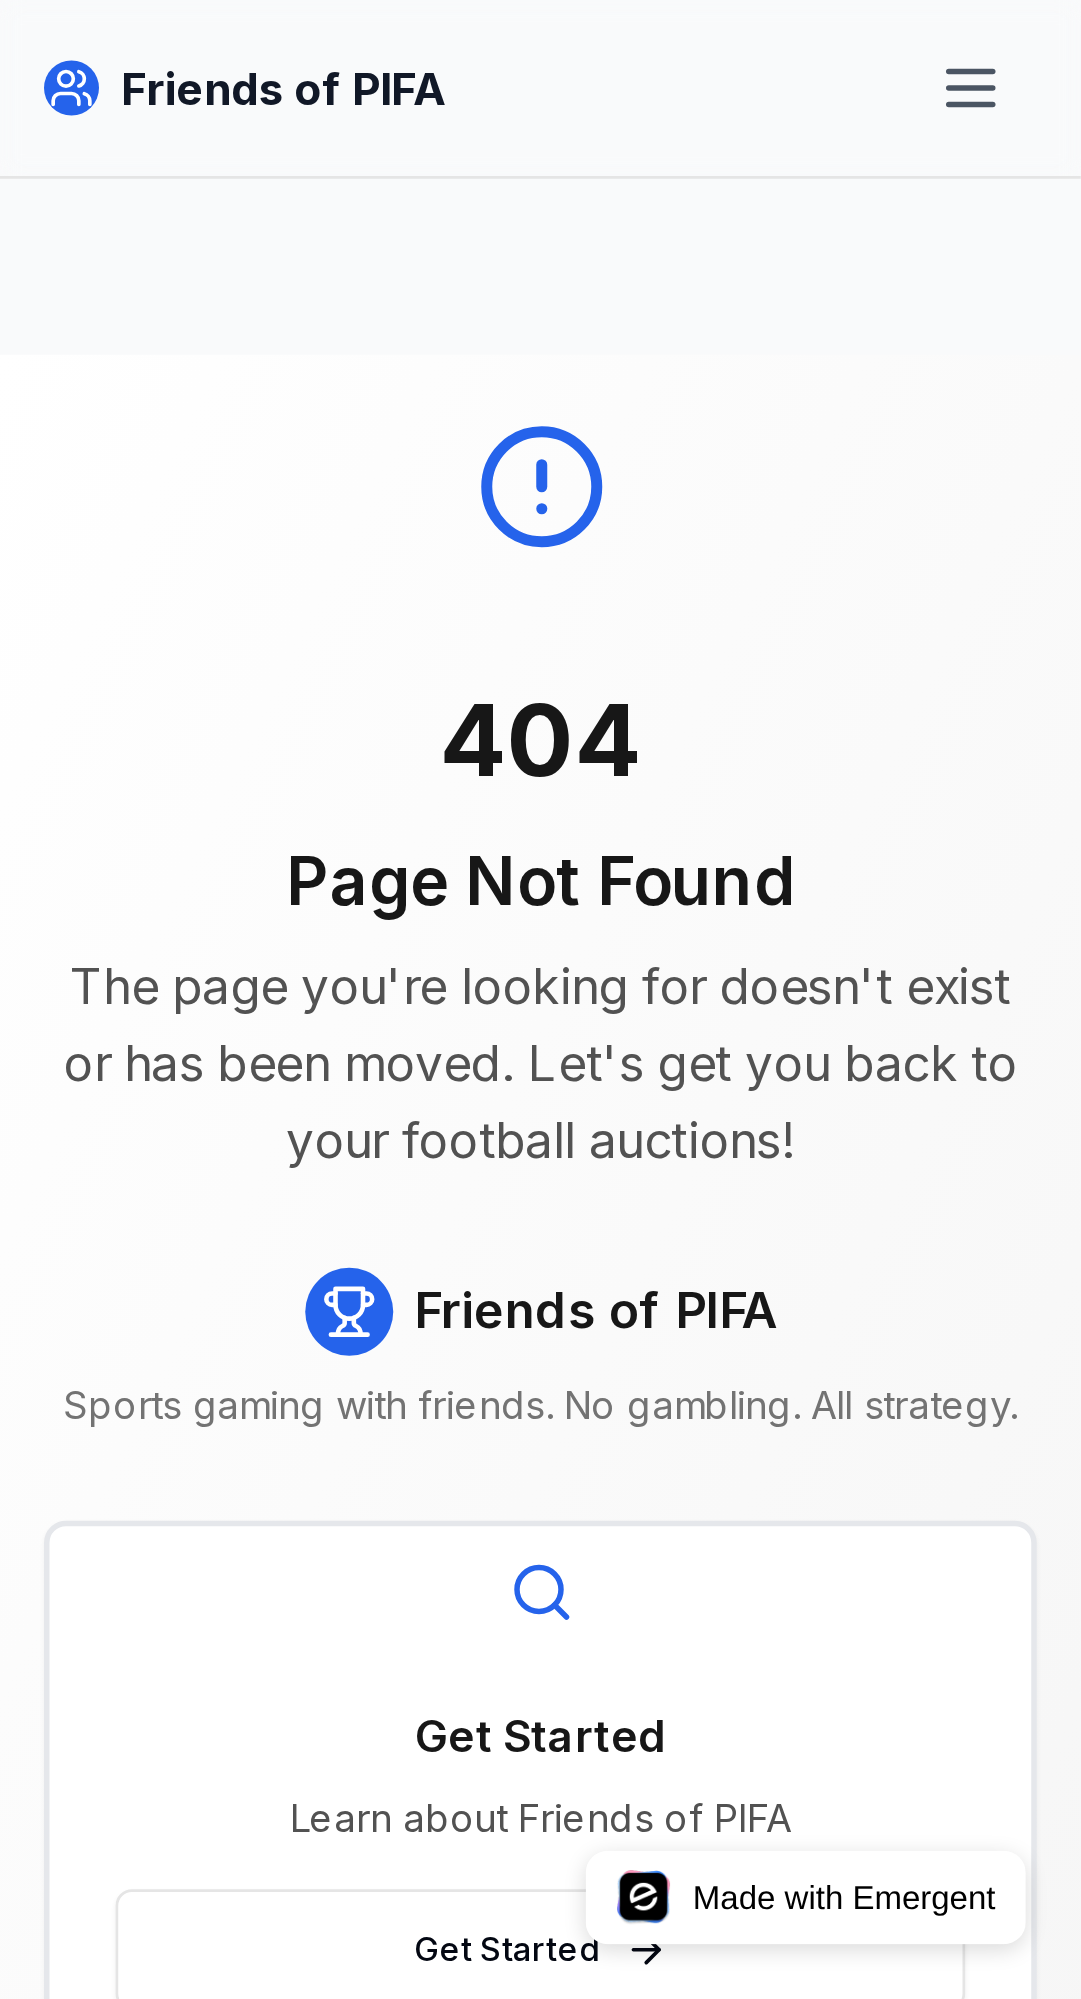 Friends of PIFA
404
Page Not Found
The page you're looking for doesn't exist
or has been moved. Let's get you back to
your football auctions!
Friends of PIFA
Sports gaming with friends. No gambling. All strategy.
Get Started
Learn about Friends of PIFA
Made with Emergent
Get Started